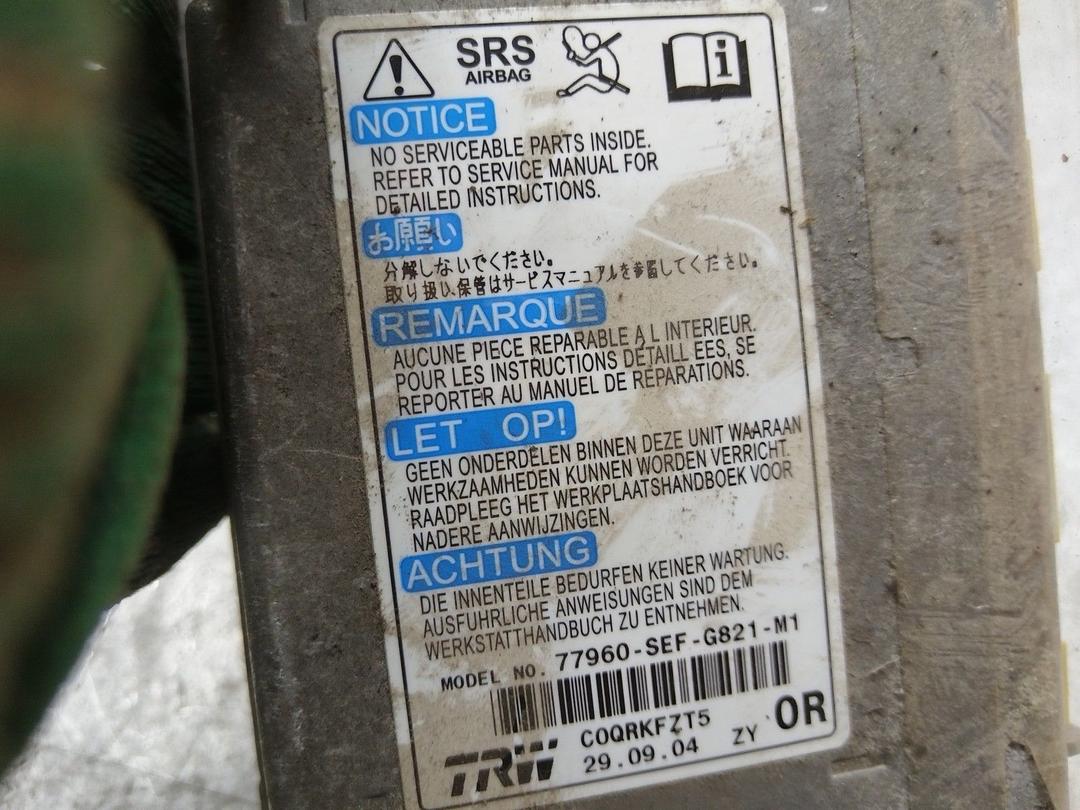 SRS
AIRBAG
NOTICE
NO SERVICEABLE PARTS INSIDE.
REFER TO SERVICE MANUAL FOR
DETAILED INSTRUCTIONS.
お願い
分解しないでください。
取り扱い、保管はサービスマニュアルを参照してください。
REMARQUE
AUCUNE PIECE REPARABLE A L INTERIEUR.
POUR LES INSTRUCTIONS DETAILL EES, SE
REPORTER AU MANUEL DE REPARATIONS.
LET OP!
GEEN ONDERDELEN BINNEN DEZE UNIT WAARAAN
WERKZAAMHEDEN KUNNEN WORDEN VERRICHT.
RAADPLEEG HET WERKPLAATSHANDBOEK VOOR
NADERE AANWIJZINGEN.
ACHTUNG
DIE INNENTEILE BEDURFEN KEINER WARTUNG.
AUSFUHRLICHE ANWEISUNGEN SIND DEM
WERKSTATTHANDBUCH ZU ENTNEHMEN.
MODEL NO. 77960-SEF-G821-M1
C0QRKFZT5
TRW 29.09.04 ZY OR